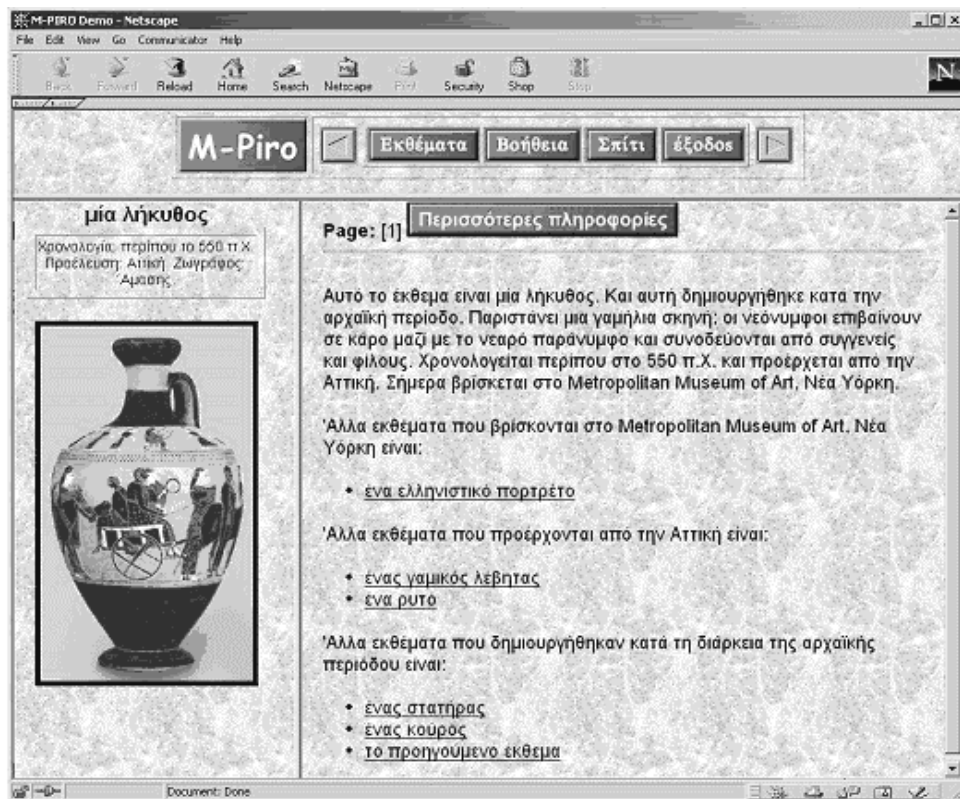 M-PIRO Demo - Netscape
File Edit View Go Communicator Help
Back Forward Reload Home Search Netscape Print Security Shop Stop
N
M-Piro Εκθέματα Βοήθεια Σπίτι έξοδος
μία λήκυθος
Χρονολογία: περίπου το 550 π.Χ.
Προέλευση: Αττική Ζωγράφος:
Άμασης
Page: [1] Περισσότερες πληροφορίες
Αυτό το έκθεμα είναι μία λήκυθος. Και αυτή δημιουργήθηκε κατά την
αρχαϊκή περίοδο. Παριστάνει μια γαμήλια σκηνή; οι νεόνυμφοι επιβαίνουν
σε κάρο μαζί με το νεαρό παράνυμφο και συνοδεύονται από συγγενείς
και φίλους. Χρονολογείται περίπου στο 550 π.Χ. και προέρχεται από την
Αττική. Σήμερα βρίσκεται στο Metropolitan Museum of Art, Νέα Υόρκη.
'Αλλα εκθέματα που βρίσκονται στο Metropolitan Museum of Art, Νέα
Υόρκη είναι:
• ένα ελληνιστικό πορτρέτο
'Αλλα εκθέματα που προέρχονται από την Αττική είναι:
• ένας γαμικός λέβητας
• ένα ρυτό
'Αλλα εκθέματα που δημιουργήθηκαν κατά τη διάρκεια της αρχαϊκής
περιόδου είναι:
• ένας στατήρας
• ένας κούρος
• το προηγούμενο έκθεμα
Document: Done